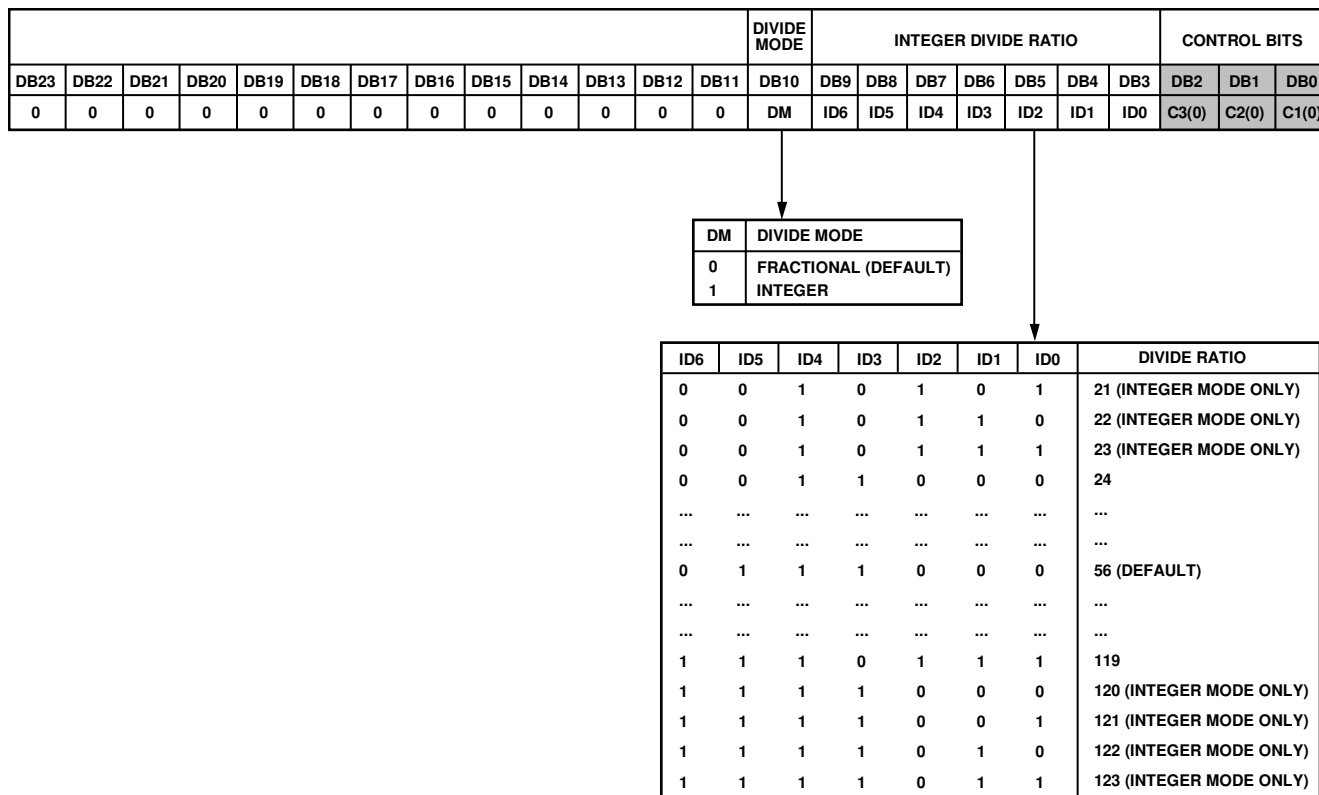 DIVIDE MODE INTEGER DIVIDE RATIO CONTROL BITS
DB23 DB22 DB21 DB20 DB19 DB18 DB17 DB16 DB15 DB14 DB13 DB12 DB11 DB10 DB9 DB8 DB7 DB6 DB5 DB4 DB3 DB2 DB1 DB0
0 0 0 0 0 0 0 0 0 0 0 0 0 DM ID6 ID5 ID4 ID3 ID2 ID1 ID0 C3(0) C2(0) C1(0)
DM DIVIDE MODE
0 FRACTIONAL (DEFAULT)
1 INTEGER
ID6 ID5 ID4 ID3 ID2 ID1 ID0 DIVIDE RATIO
0 0 1 0 1 0 1 21 (INTEGER MODE ONLY)
0 0 1 0 1 1 0 22 (INTEGER MODE ONLY)
0 0 1 0 1 1 1 23 (INTEGER MODE ONLY)
0 0 1 1 0 0 0 24
... ... ... ... ... ... ... ...
... ... ... ... ... ... ... ...
0 1 1 1 0 0 0 56 (DEFAULT)
... ... ... ... ... ... ... ...
... ... ... ... ... ... ... ...
1 1 1 0 1 1 1 119
1 1 1 1 0 0 0 120 (INTEGER MODE ONLY)
1 1 1 1 0 0 1 121 (INTEGER MODE ONLY)
1 1 1 1 0 1 0 122 (INTEGER MODE ONLY)
1 1 1 1 0 1 1 123 (INTEGER MODE ONLY)